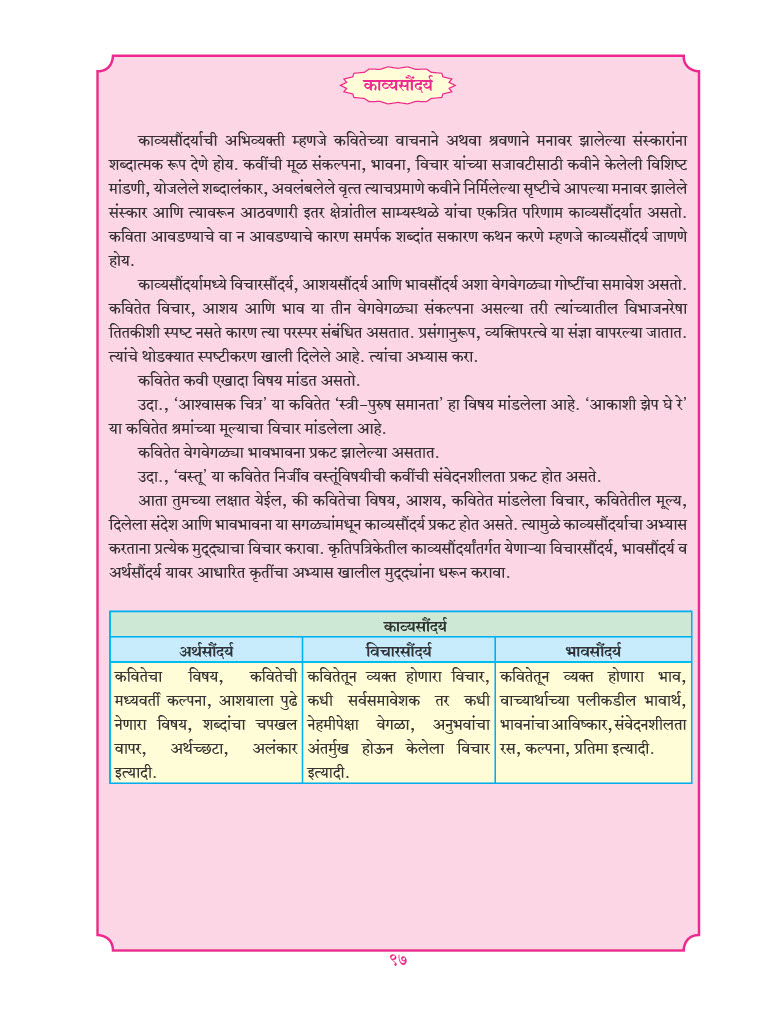 काव्यसौंदर्य
काव्यसौंदर्याची अभिव्यक्ती म्हणजे कवितेच्या वाचनाने अथवा श्रवणाने मनावर झालेल्या संस्कारांना
शब्दात्मक रूप देणे होय. कवींची मूळ संकल्पना, भावना, विचार यांच्या सजावटीसाठी कवीने केलेली विशिष्ट
मांडणी, योजलेले शब्दालंकार, अवलंबलेले वृत्त त्याचप्रमाणे कवीने निर्मिलेल्या सृष्टीचे आपल्या मनावर झालेले
संस्कार आणि त्यावरून आठवणारी इतर क्षेत्रांतील साम्यस्थळे यांचा एकत्रित परिणाम काव्यसौंदर्यात असतो.
कविता आवडण्याचे वा न आवडण्याचे कारण समर्पक शब्दांत सकारण कथन करणे म्हणजे काव्यसौंदर्य जाणणे
होय.
काव्यसौंदर्यामध्ये विचारसौंदर्य, आशयसौंदर्य आणि भावसौंदर्य अशा वेगवेगळ्या गोष्टींचा समावेश असतो.
कवितेत विचार, आशय आणि भाव या तीन वेगवेगळ्या संकल्पना असल्या तरी त्यांच्यातील विभाजनरेषा
तितकीशी स्पष्ट नसते कारण त्या परस्पर संबंधित असतात. प्रसंगानुरूप, व्यक्तिपरत्वे या संज्ञा वापरल्या जातात.
त्यांचे थोडक्यात स्पष्टीकरण खाली दिलेले आहे. त्यांचा अभ्यास करा.
कवितेत कवी एखादा विषय मांडत असतो.
उदा., ‘आश्वासक चित्र’ या कवितेत ‘स्त्री-पुरुष समानता’ हा विषय मांडलेला आहे. ‘आकाशी झेप घे रे’
या कवितेत श्रमांच्या मूल्याचा विचार मांडलेला आहे.
कवितेत वेगवेगळ्या भावभावना प्रकट झालेल्या असतात.
उदा., ‘वस्तू’ या कवितेत निर्जीव वस्तूंविषयीची कवींची संवेदनशीलता प्रकट होत असते.
आता तुमच्या लक्षात येईल, की कवितेचा विषय, आशय, कवितेत मांडलेला विचार, कवितेतील मूल्य,
दिलेला संदेश आणि भावभावना या सगळ्यांमधून काव्यसौंदर्य प्रकट होत असते. त्यामुळे काव्यसौंदर्याचा अभ्यास
करताना प्रत्येक मुद्द्याचा विचार करावा. कृतिपत्रिकेतील काव्यसौंदर्यांतर्गत येणाऱ्या विचारसौंदर्य, भावसौंदर्य व
अर्थसौंदर्य यावर आधारित कृतींचा अभ्यास खालील मुद्द्यांना धरून करावा.
काव्यसौंदर्य
अर्थसौंदर्य
कवितेचा विषय, कवितेची
मध्यवर्ती कल्पना, आशयाला पुढे
नेणारा विषय, शब्दांचा चपखल
वापर, अर्थच्छटा, अलंकार
इत्यादी.
विचारसौंदर्य
कवितेतून व्यक्त होणारा विचार,
कधी सर्वसमावेशक तर कधी
नेहमीपेक्षा वेगळा, अनुभवांचा
अंतर्मुख होऊन केलेला विचार
इत्यादी.
भावसौंदर्य
कवितेतून व्यक्त होणारा भाव,
वाच्यार्थाच्या पलीकडील भावार्थ,
भावनांचा आविष्कार, संवेदनशीलता
रस, कल्पना, प्रतिमा इत्यादी.
९७